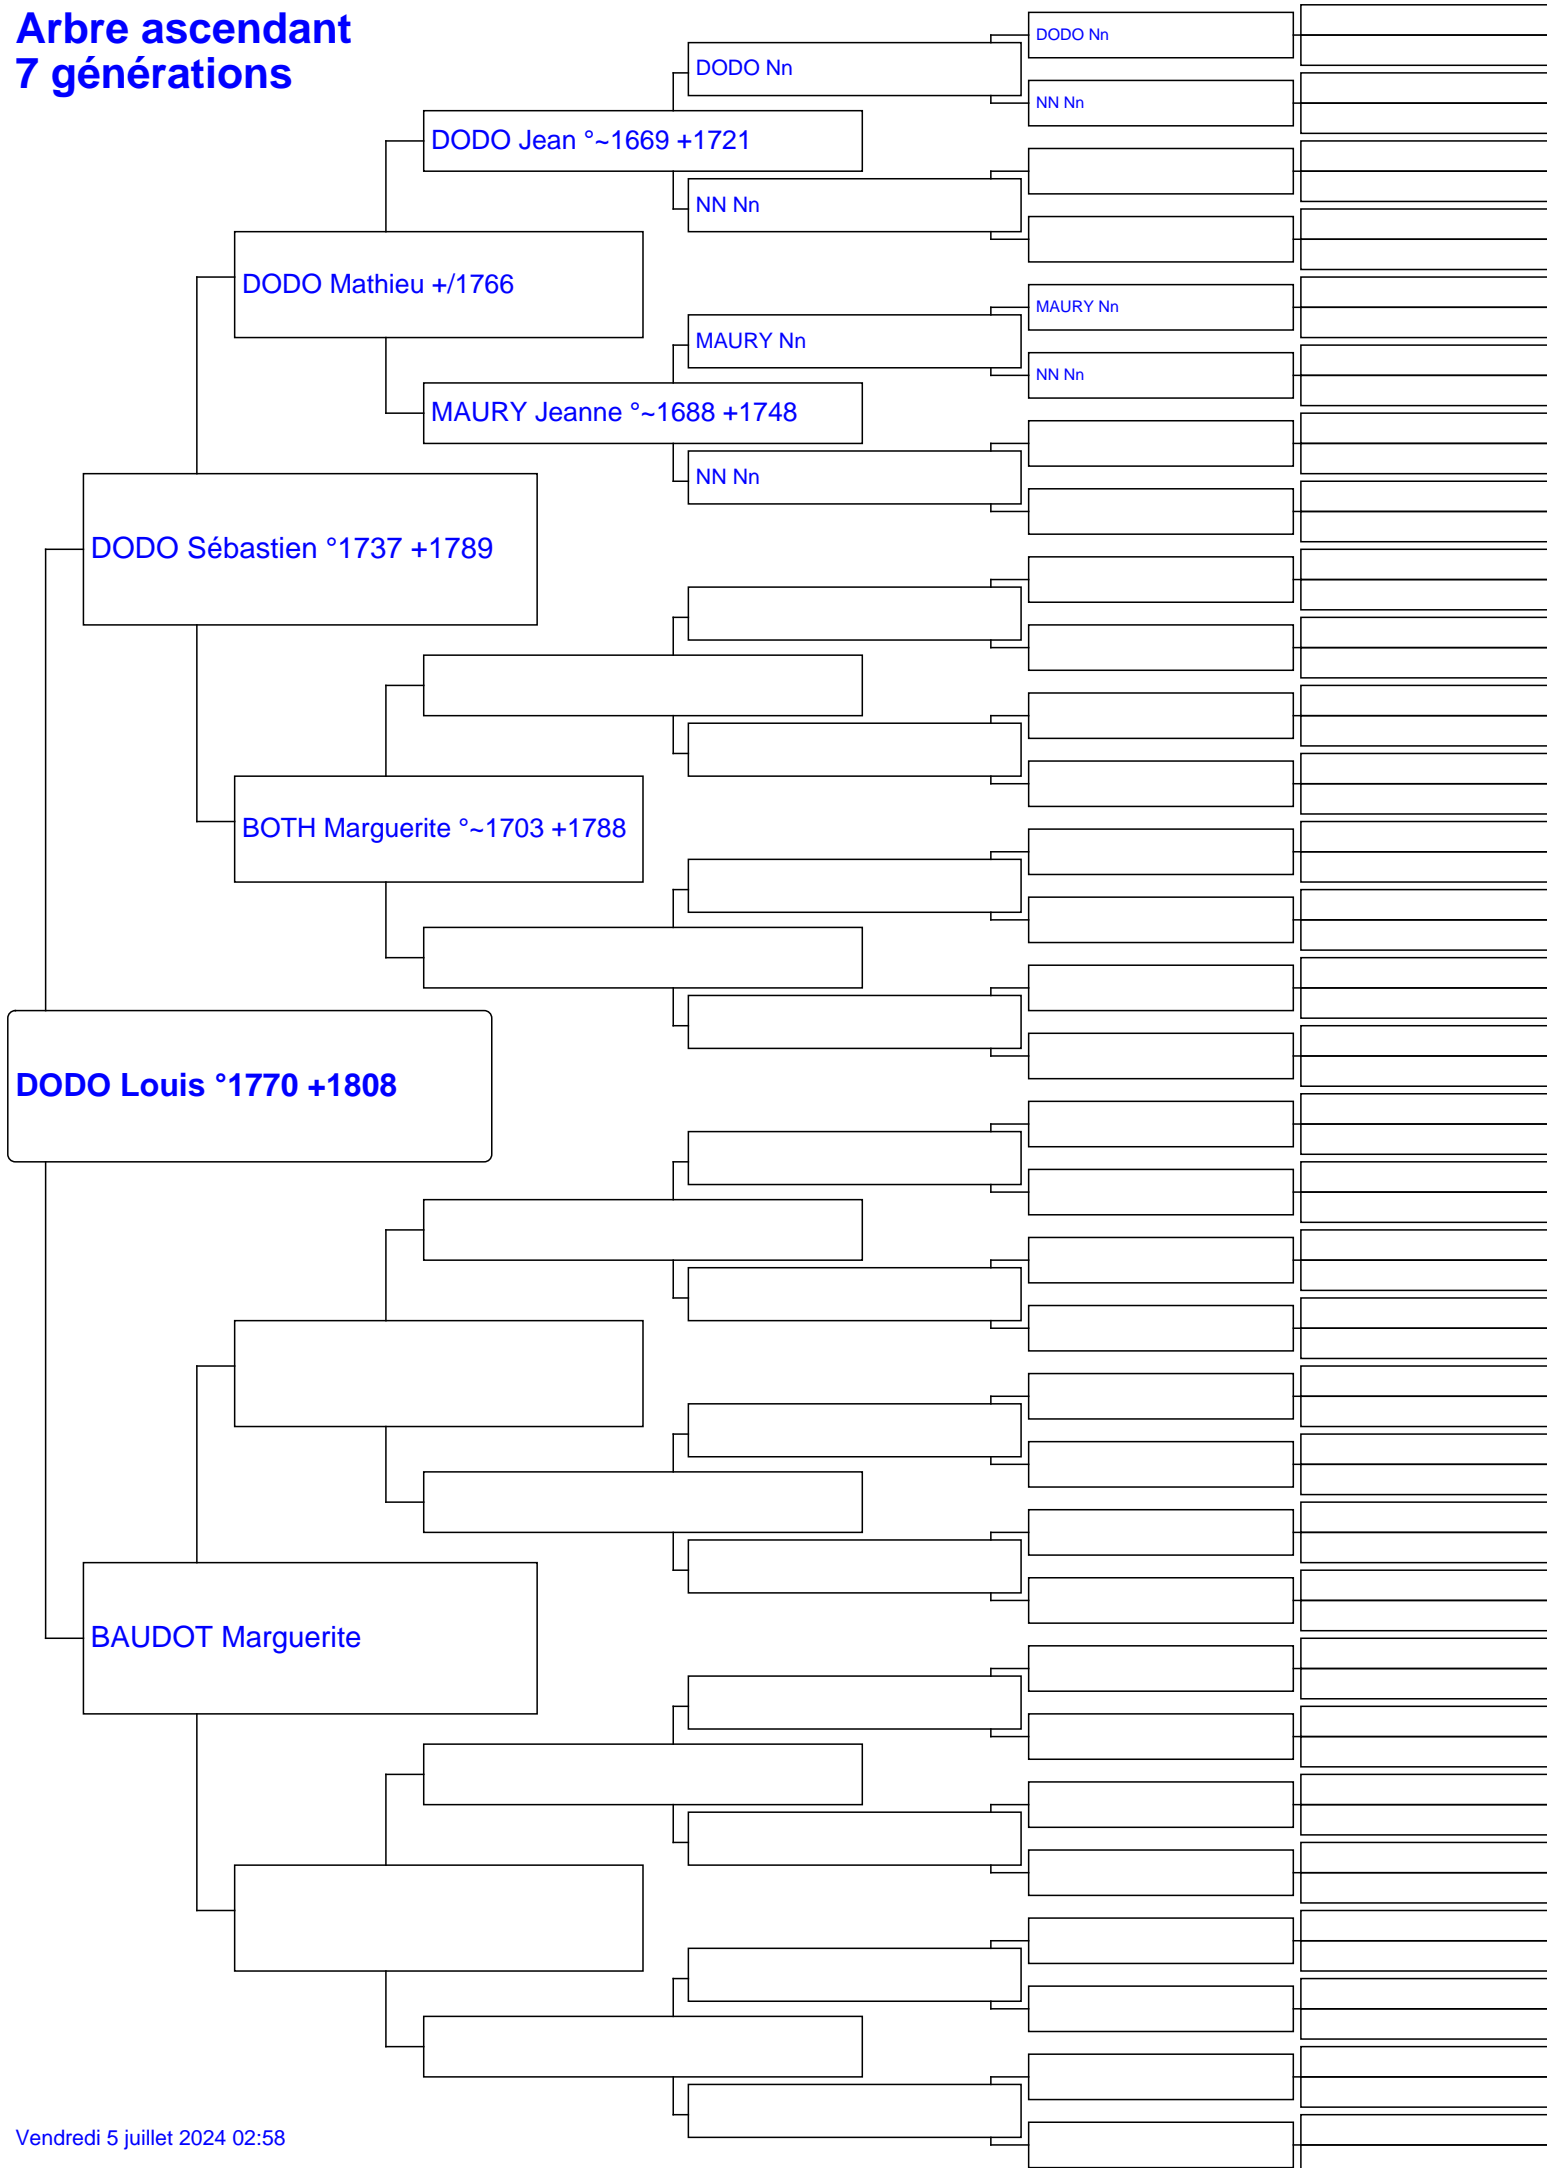 Arbre ascendant
7 générations
DODO Nn
DODO Nn
NN Nn
DODO Jean °~1669 +1721
NN Nn
DODO Mathieu +/1766
MAURY Nn
MAURY Nn
NN Nn
MAURY Jeanne °~1688 +1748
NN Nn
DODO Sébastien °1737 +1789
BOTH Marguerite °~1703 +1788
DODO Louis °1770 +1808
BAUDOT Marguerite
Vendredi 5 juillet 2024 02:58